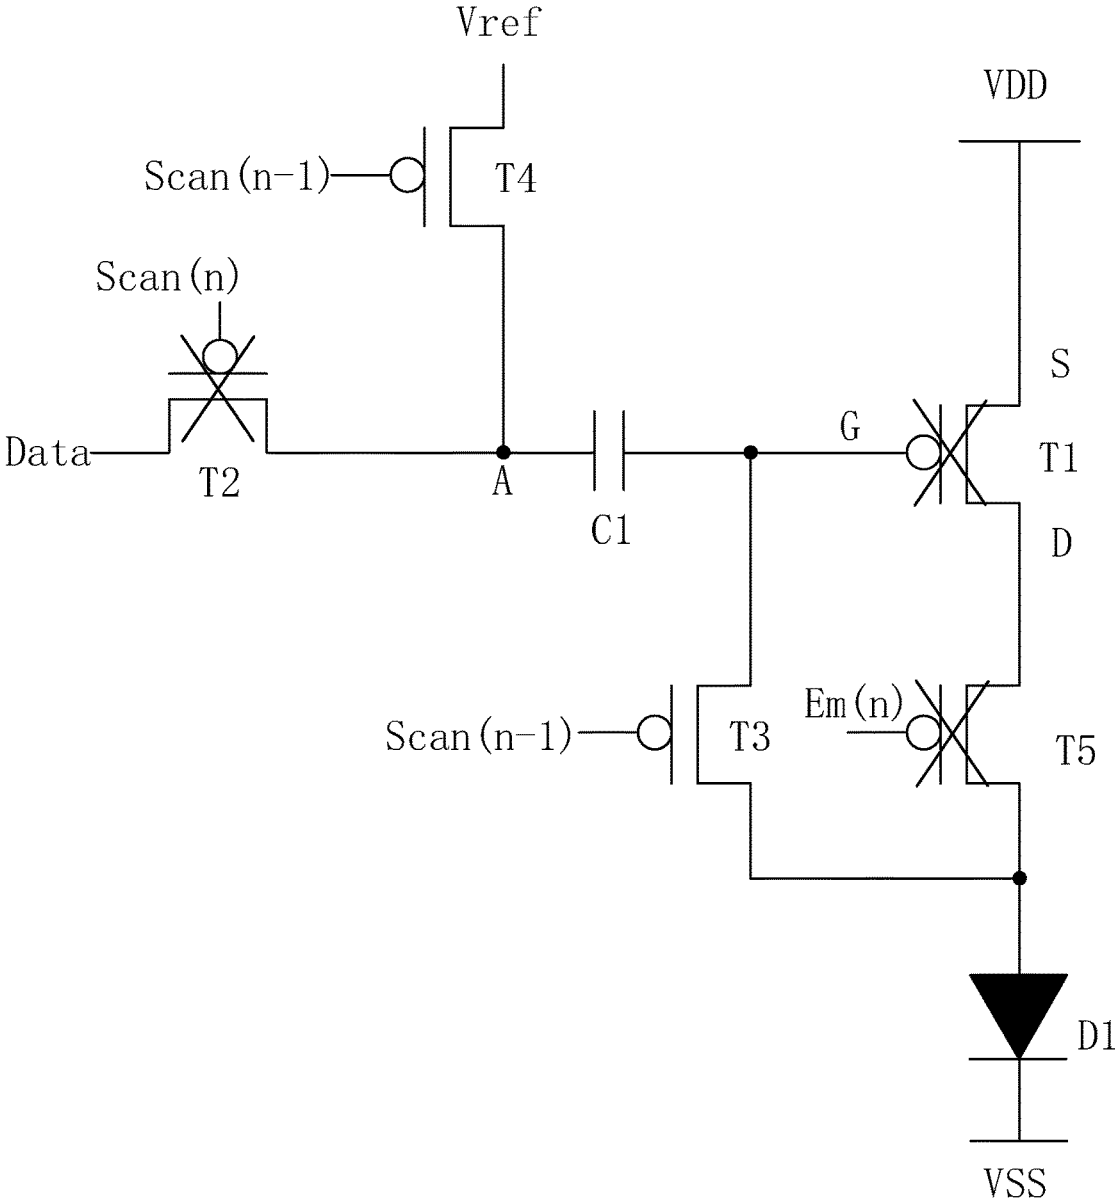 Vref
VDD
Scan(n-1)
T4
Scan(n)
S
G
Data
T2
A
T1
C1
D
Em(n)
Scan(n-1)
T3
T5
D1
VSS